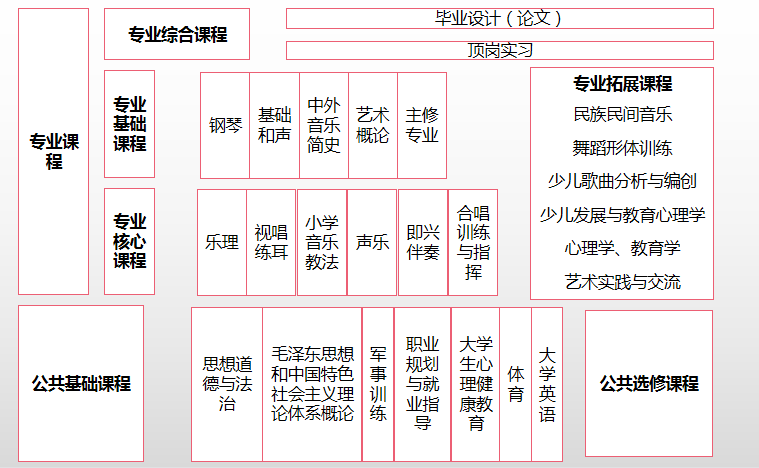 专业课
程
专业综合课程
毕业设计（论文）
顶岗实习
专业
基础
课程
钢琴
基础
和声
中外
音乐
简史
艺术
概论
主修
专业
专业拓展课程
民族民间音乐
舞蹈形体训练
少儿歌曲分析与编创
少儿发展与教育心理学
心理学、教育学
艺术实践与交流
专业
核心
课程
乐理
视唱
练耳
小学
音乐
教法
声乐
即兴
伴奏
合唱
训练
与指
挥
公共基础课程
思想道
德与法
治
毛泽东思想
和中国特色
社会主义理
论体系概论
军
事
训
练
职业
规划
与就
业指
导
大学
生心
理健
康教
育
体
育
大
学
英
语
公共选修课程